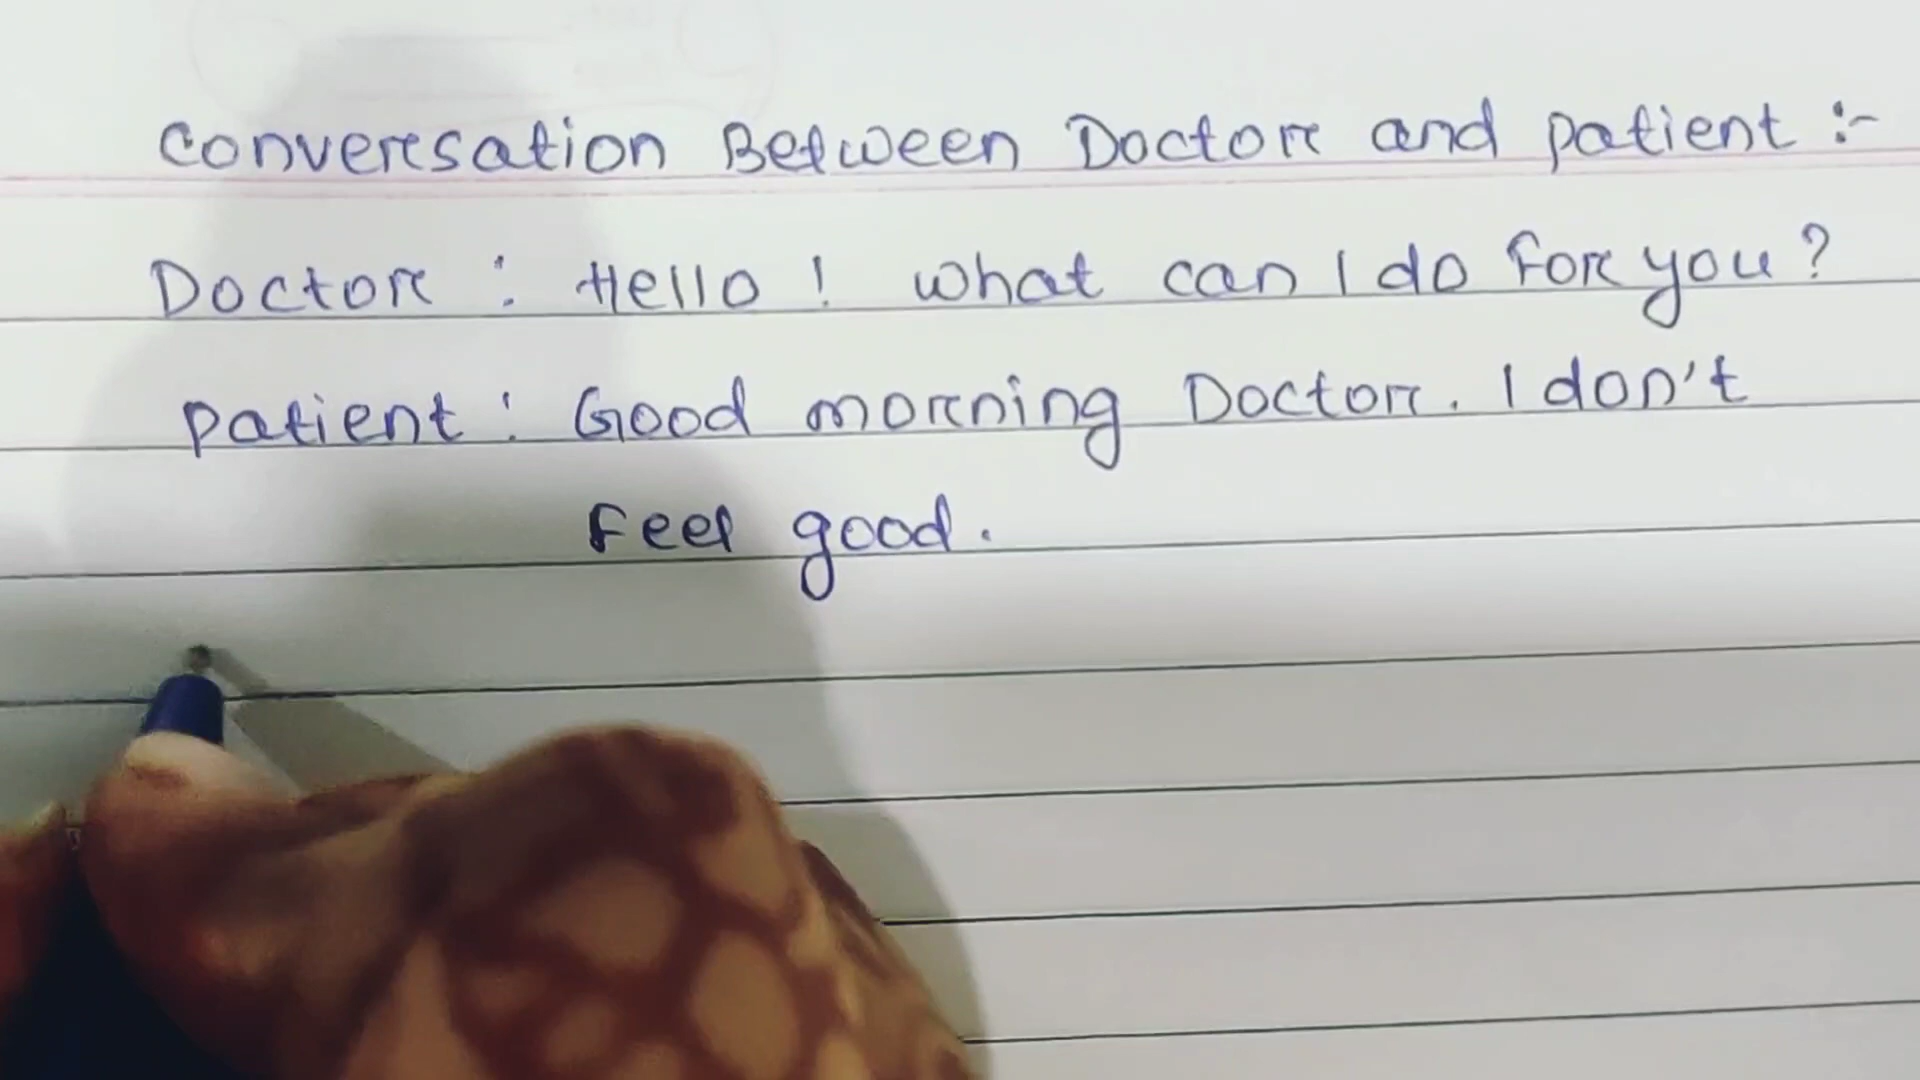 Conversation Between Doctor and patient :-
Doctor : Hello ! What can I do for you ?
patient : Good morning Doctor. I don't
Feel good.